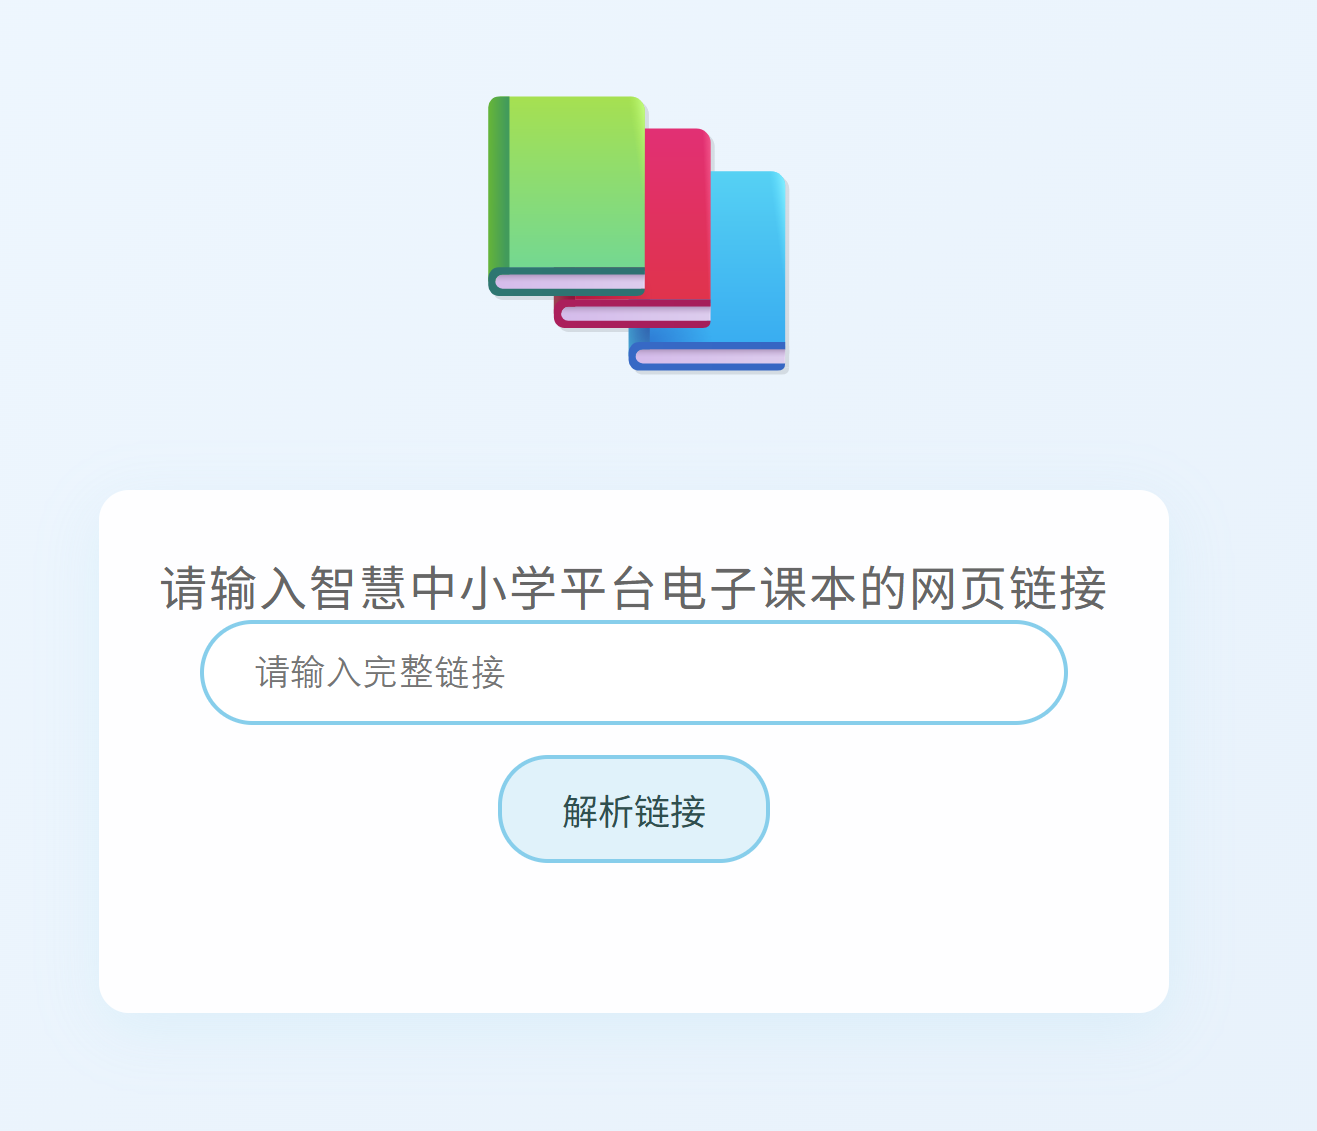 请输入智慧中小学平台电子课本的网页链接
请输入完整链接
解析链接